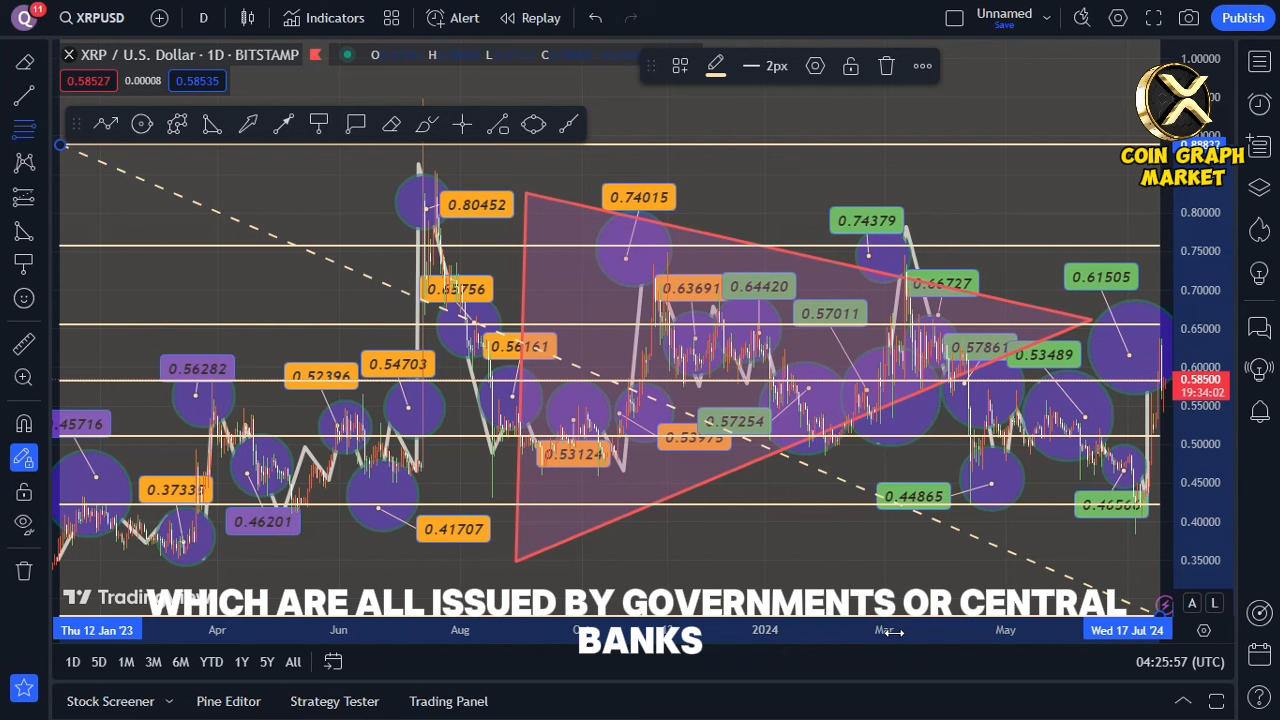 Q 11 XRPUSD D Indicators Alert Replay Unnamed Save Publish
XRP / U.S. Dollar · 1D · BITSTAMP O H L C
2px
0.58527 0.00008 0.58535
1.00000
COIN GRAPH
MARKET
0.80000
0.75000
0.70000
0.65000
0.60000
0.58500
19:34:02
0.55000
0.50000
0.45000
0.40000
0.35000
0.80452
0.74015
0.74379
0.61505
0.63691
0.64420
0.66727
0.57011
0.56161
0.57861
0.53489
0.56282
0.52396
0.54703
0.57254
0.53975
0.53124
0.44865
0.46201
0.41707
WHICH ARE ALL ISSUED BY GOVERNMENTS OR CENTRAL
BANKS
A L
Thu 12 Jan '23 Apr Jun Aug 2024 Mar May Wed 17 Jul '24
1D 5D 1M 3M 6M YTD 1Y 5Y All 04:25:57 (UTC)
Stock Screener Pine Editor Strategy Tester Trading Panel